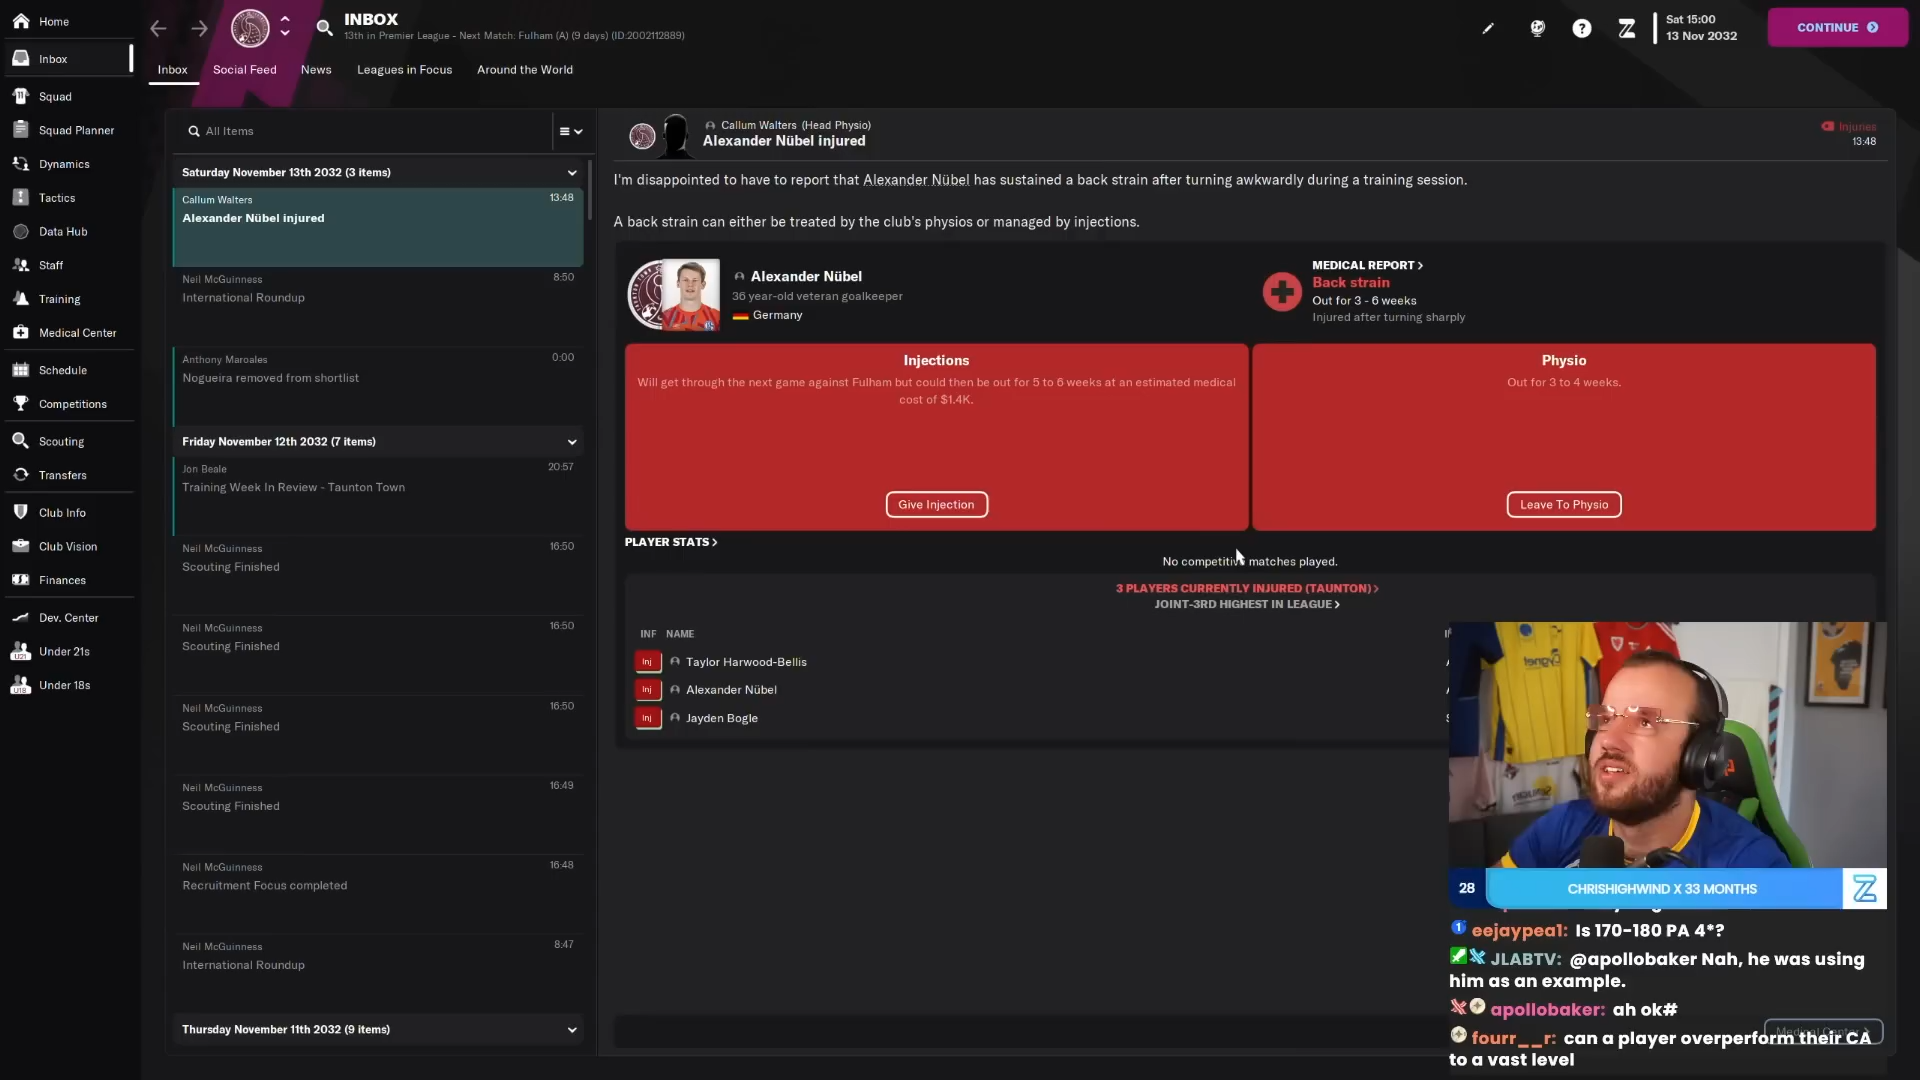 Home
Inbox
Squad
Squad Planner
Dynamics
Tactics
Data Hub
Staff
Training
Medical Center
Schedule
Competitions
Scouting
Transfers
Club Info
Club Vision
Finances
Dev. Center
Under 21s
Under 18s
INBOX
13th in Premier League - Next Match: Fulham (A) (9 days) (ID:2002112889)
Sat 15:00
13 Nov 2032
CONTINUE
Inbox Social Feed News Leagues in Focus Around the World
All Items
Saturday November 13th 2032 (3 items)
Callum Walters 13:48
Alexander Nübel injured
Neil McGuinness 8:50
International Roundup
Anthony Maroales 0:00
Nogueira removed from shortlist
Friday November 12th 2032 (7 items)
Jon Beale 20:57
Training Week In Review - Taunton Town
Neil McGuinness 16:50
Scouting Finished
Neil McGuinness 16:50
Scouting Finished
Neil McGuinness 16:50
Scouting Finished
Neil McGuinness 16:49
Scouting Finished
Neil McGuinness 16:48
Recruitment Focus completed
Neil McGuinness 8:47
International Roundup
Thursday November 11th 2032 (9 items)
Callum Walters (Head Physio)
Alexander Nübel injured
Injuries
13:48
I'm disappointed to have to report that Alexander Nübel has sustained a back strain after turning awkwardly during a training session.
A back strain can either be treated by the club's physios or managed by injections.
Alexander Nübel
36 year-old veteran goalkeeper
Germany
MEDICAL REPORT >
Back strain
Out for 3 - 6 weeks
Injured after turning sharply
Injections
Will get through the next game against Fulham but could then be out for 5 to 6 weeks at an estimated medical
cost of $1.4K.
Give Injection
Physio
Out for 3 to 4 weeks.
Leave To Physio
PLAYER STATS >
No competitive matches played.
3 PLAYERS CURRENTLY INJURED (TAUNTON) >
JOINT-3RD HIGHEST IN LEAGUE >
INF NAME
Inj Taylor Harwood-Bellis
Inj Alexander Nübel
Inj Jayden Bogle
28 CHRISHIGHWIND X 33 MONTHS
eejaypea1: Is 170-180 PA 4*?
JLABTV: @apollobaker Nah, he was using
him as an example.
apollobaker: ah ok#
Medical Center >
fourr__r: can a player overperform their CA
to a vast level